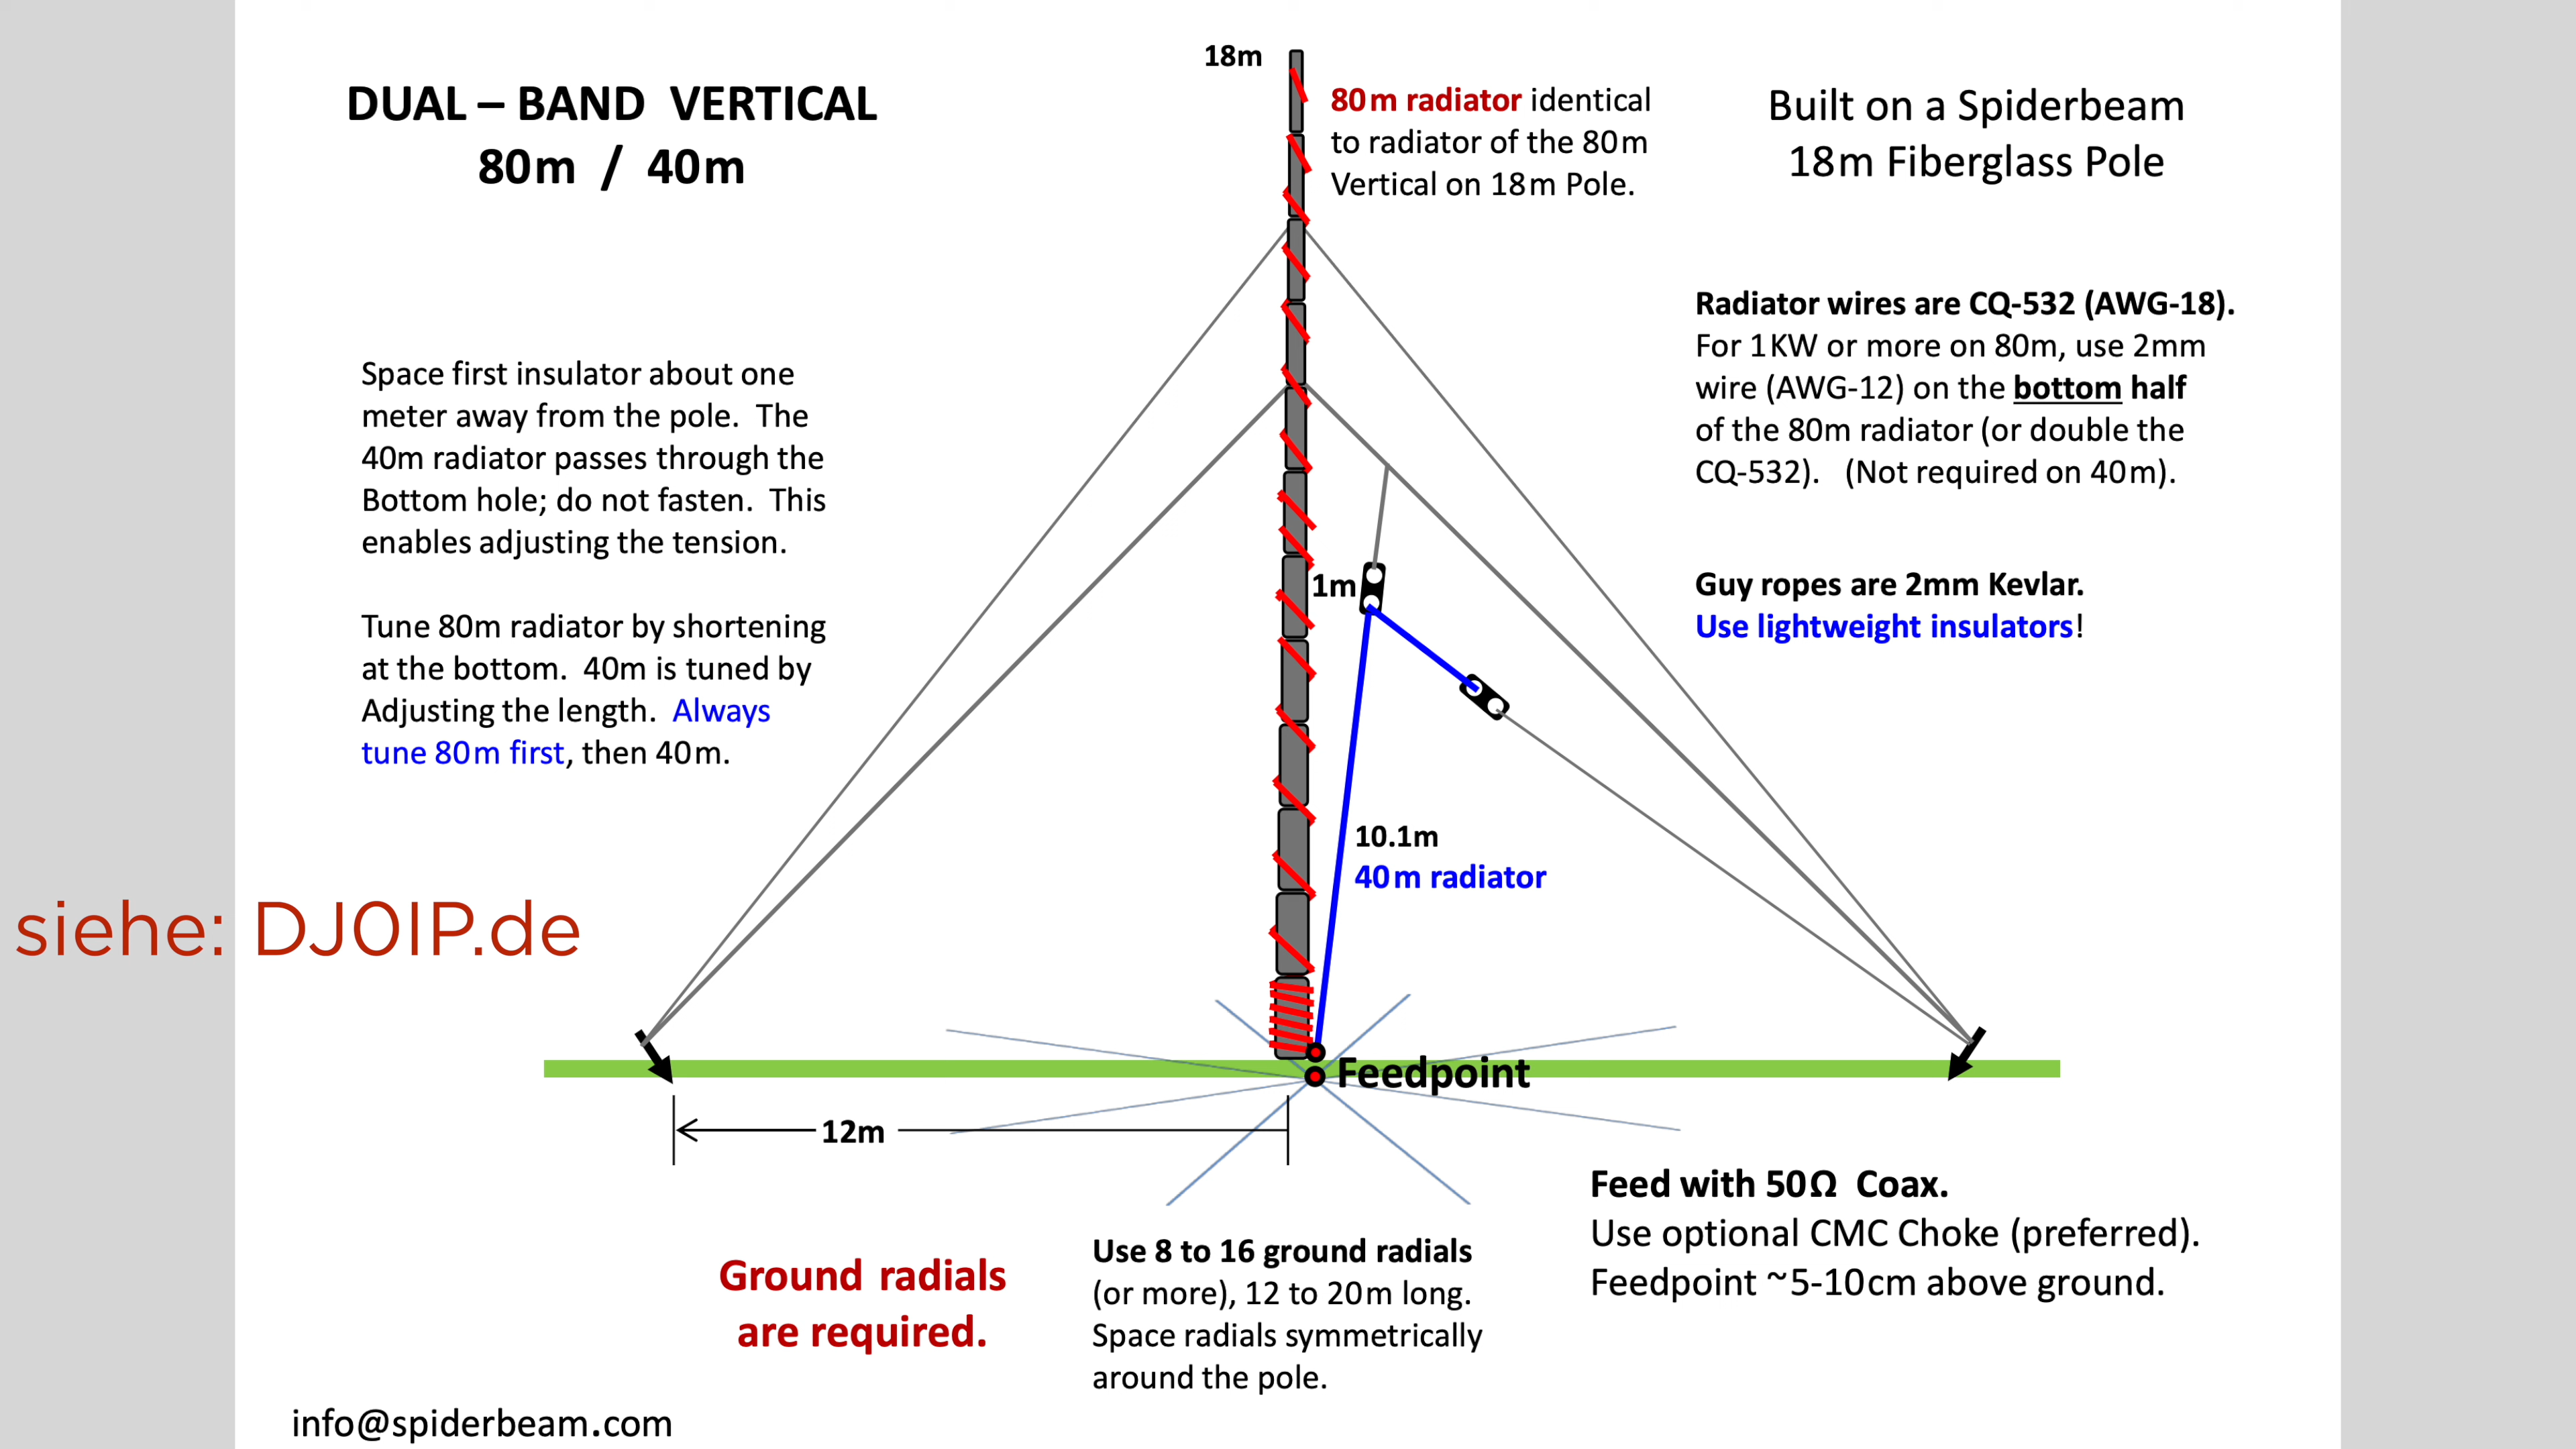 DUAL – BAND VERTICAL
80m / 40m
18m
80m radiator identical
to radiator of the 80m
Vertical on 18m Pole.
Built on a Spiderbeam
18m Fiberglass Pole
Radiator wires are CQ-532 (AWG-18).
For 1KW or more on 80m, use 2mm
wire (AWG-12) on the bottom half
of the 80m radiator (or double the
CQ-532). (Not required on 40m).
Guy ropes are 2mm Kevlar.
Use lightweight insulators!
Space first insulator about one
meter away from the pole. The
40m radiator passes through the
Bottom hole; do not fasten. This
enables adjusting the tension.
Tune 80m radiator by shortening
at the bottom. 40m is tuned by
Adjusting the length. Always
tune 80m first, then 40m.
1m
10.1m
40m radiator
siehe: DJ0IP.de
Feedpoint
12m
Ground radials
are required.
Use 8 to 16 ground radials
(or more), 12 to 20m long.
Space radials symmetrically
around the pole.
Feed with 50Ω Coax.
Use optional CMC Choke (preferred).
Feedpoint ~5-10cm above ground.
info@spiderbeam.com